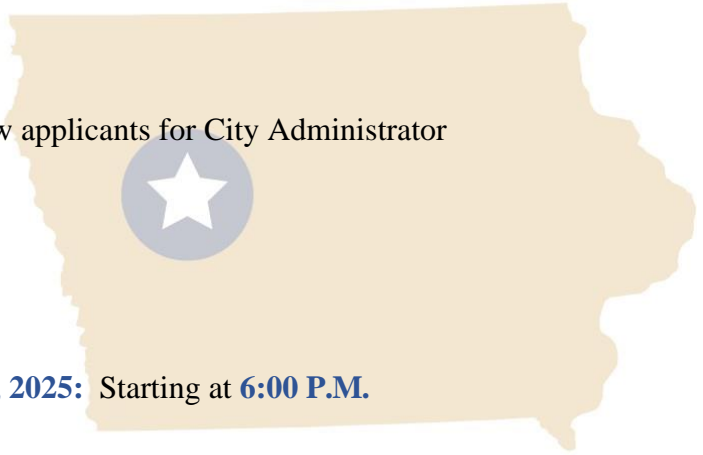 applicants for City Administrator
2025: Starting at 6:00 P.M.